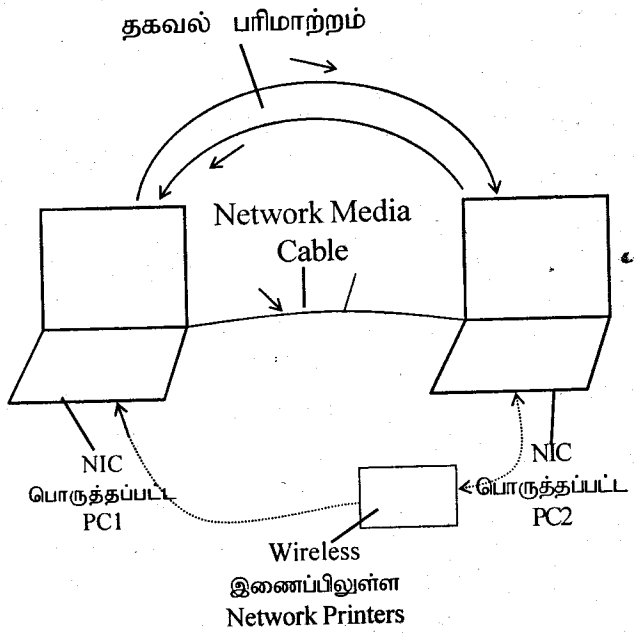 தகவல் பரிமாற்றம்
Network Media
Cable
NIC
பொருத்தப்பட்ட
PC1
NIC
பொருத்தப்பட்ட
PC2
Wireless
இணைப்பிலுள்ள
Network Printers